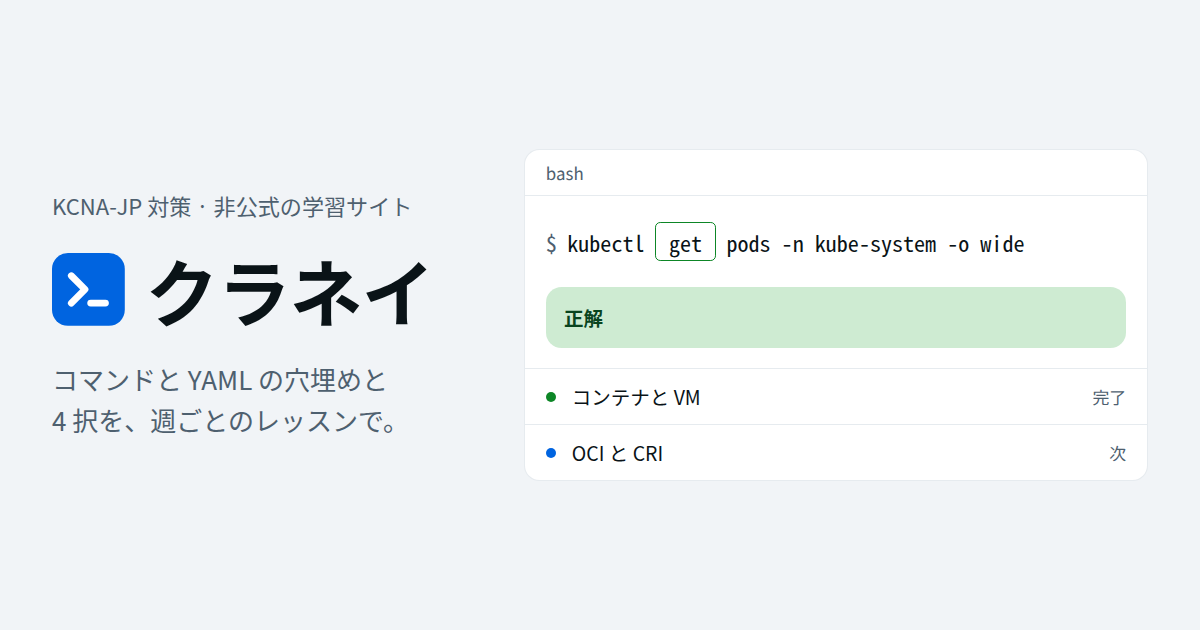 KCNA-JP 対策・非公式の学習サイト
クラネイ
コマンドと YAML の穴埋めと
4 択を、週ごとのレッスンで。
bash
$ kubectl get pods -n kube-system -o wide
正解
コンテナと VM 完了
OCI と CRI 次